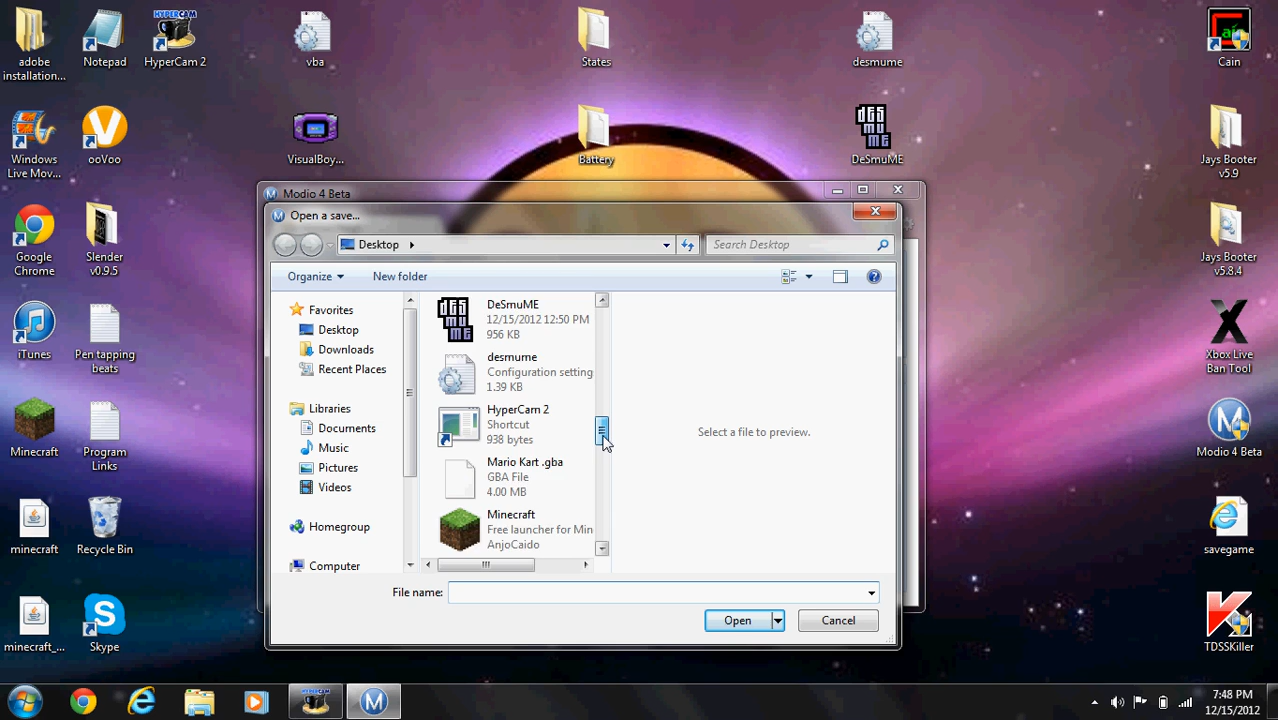 adobe
installation...
Notepad
HYPERCAM
HyperCam 2
vba
States
desmume
Cain
Windows
Live Mov...
ooVoo
VisualBoy...
Battery
DeSmuME
Jays Booter
v5.9
Google
Chrome
Slender
v0.9.5
Jays Booter
v5.8.4
iTunes
Pen tapping
beats
Xbox Live
Ban Tool
Minecraft
Program
Links
Modio 4 Beta
minecraft
Recycle Bin
savegame
minecraft_...
Skype
TDSSKiller
Modio 4 Beta
Open a save...
Desktop
Search Desktop
Organize
New folder
Favorites
Desktop
Downloads
Recent Places
Libraries
Documents
Music
Pictures
Videos
Homegroup
Computer
DeSmuME
12/15/2012 12:50 PM
956 KB
desmume
Configuration setting
1.39 KB
HyperCam 2
Shortcut
938 bytes
Mario Kart .gba
GBA File
4.00 MB
Minecraft
Free launcher for Min
AnjoCaido
Select a file to preview.
File name:
Open
Cancel
7:48 PM
12/15/2012